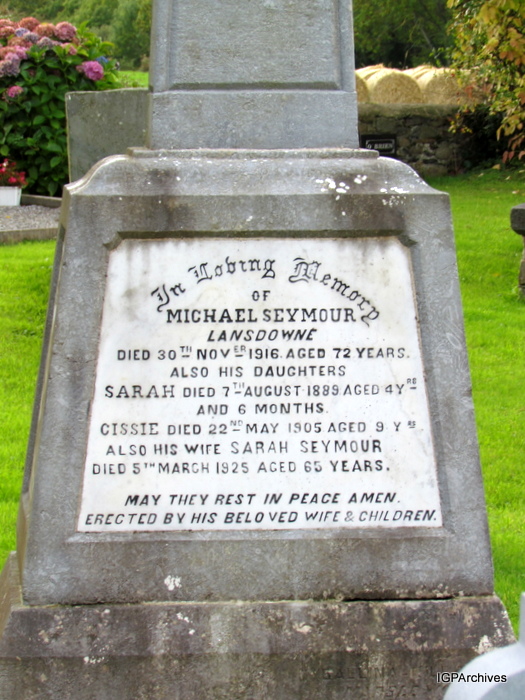 O'BRIEN
In Loving Memory
OF
MICHAEL SEYMOUR
LANSDOWNE
DIED 30TH NOVER 1916. AGED 72 YEARS.
ALSO HIS DAUGHTERS
SARAH DIED 7TH AUGUST 1889 AGED 4 YRS
AND 6 MONTHS.
CISSIE DIED 22ND MAY 1905 AGED 9 YRS
ALSO HIS WIFE SARAH SEYMOUR
DIED 5TH MARCH 1925 AGED 65 YEARS.
MAY THEY REST IN PEACE AMEN.
ERECTED BY HIS BELOVED WIFE & CHILDREN.
IGPArchives